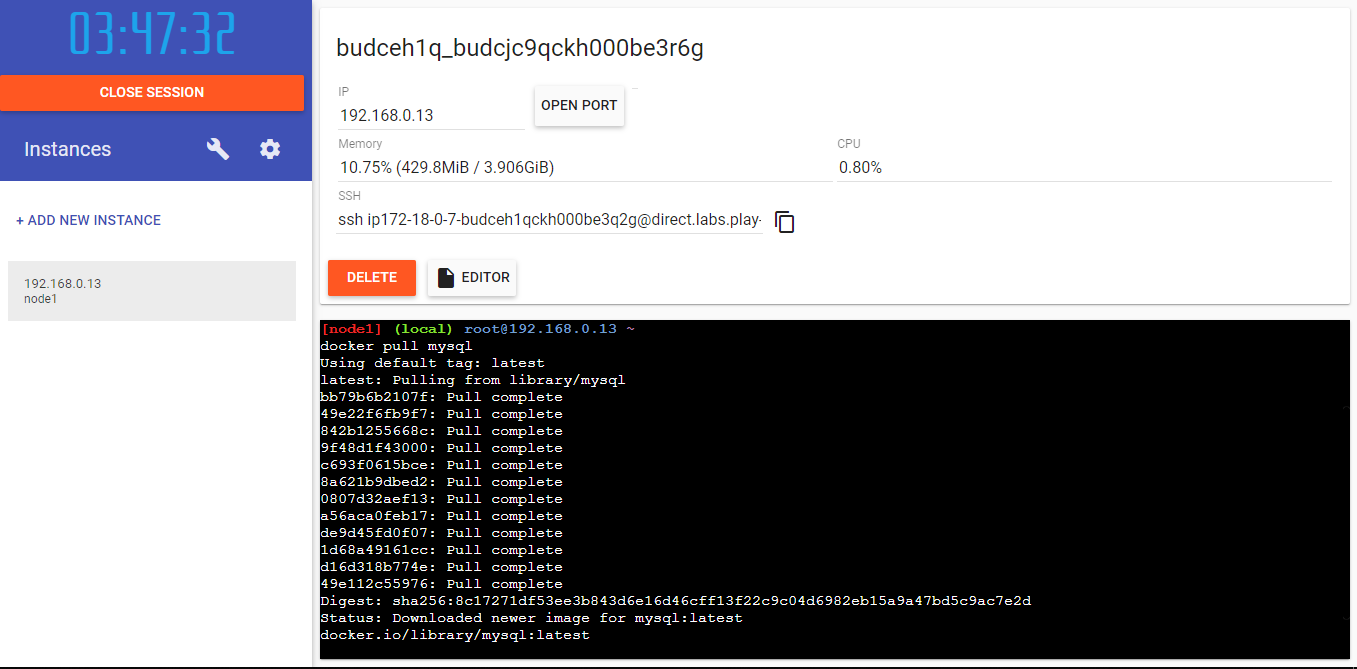 03:47:32
CLOSE SESSION
Instances
+ ADD NEW INSTANCE
192.168.0.13
node1
budceh1q_budcjc9qckh000be3r6g
IP
192.168.0.13
OPEN PORT
Memory
10.75% (429.8MiB / 3.906GiB)
CPU
0.80%
SSH
ssh ip172-18-0-7-budceh1qckh000be3q2g@direct.labs.play-
DELETE
EDITOR
[node1] (local) root@192.168.0.13 ~
docker pull mysql
Using default tag: latest
latest: Pulling from library/mysql
bb79b6b2107f: Pull complete
49e22f6fb9f7: Pull complete
842b1255668c: Pull complete
9f48d1f43000: Pull complete
c693f0615bce: Pull complete
8a621b9dbed2: Pull complete
0807d32aef13: Pull complete
a56aca0feb17: Pull complete
de9d45fd0f07: Pull complete
1d68a49161cc: Pull complete
d16d318b774e: Pull complete
49e112c55976: Pull complete
Digest: sha256:8c17271df53ee3b843d6e16d46cff13f22c9c04d6982eb15a9a47bd5c9ac7e2d
Status: Downloaded newer image for mysql:latest
docker.io/library/mysql:latest